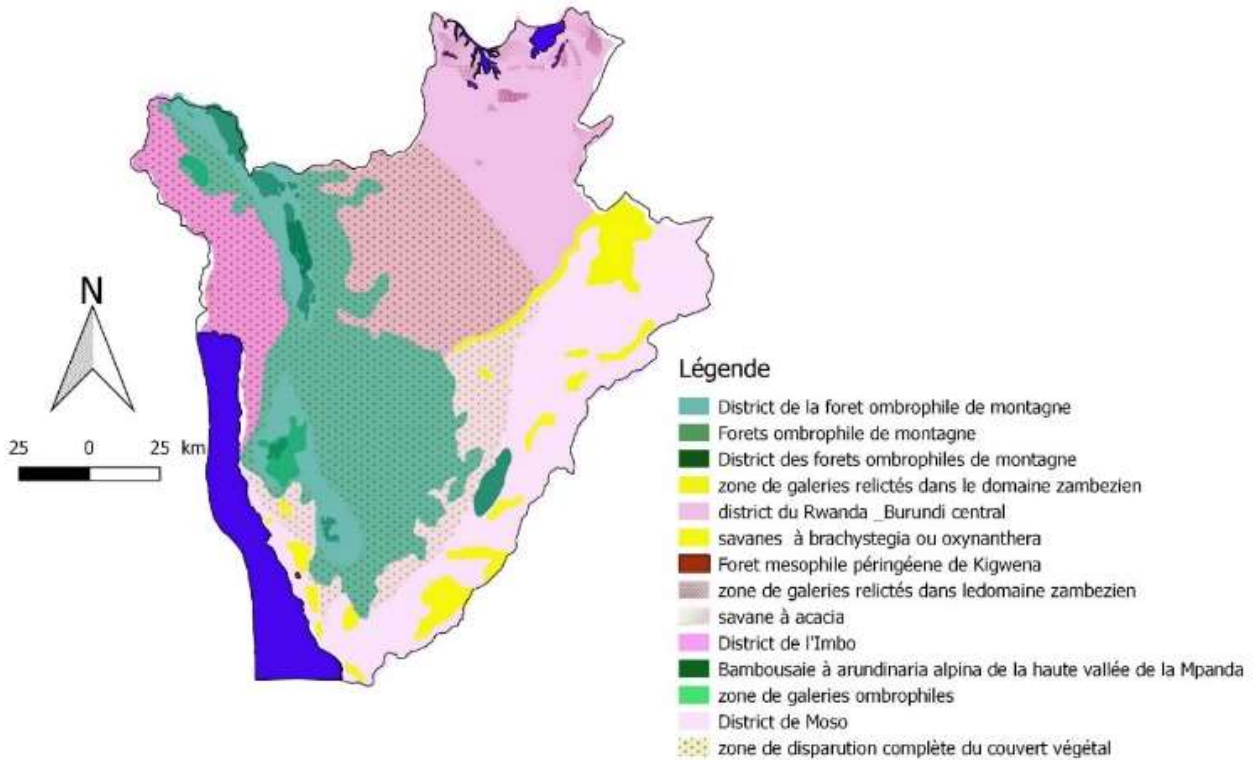 N
25 0 25 km
Légende
District de la foret ombrophile de montagne
Forets ombrophile de montagne
District des forets ombrophiles de montagne
zone de galeries relictés dans le domaine zambezien
district du Rwanda _Burundi central
savanes à brachystegia ou oxynanthera
Foret mesophile péringéene de Kigwena
zone de galeries relictés dans ledomaine zambezien
savane à acacia
District de l'Imbo
Bambousaie à arundinaria alpina de la haute vallée de la Mpanda
zone de galeries ombrophiles
District de Moso
zone de disparution complète du couvert végétal